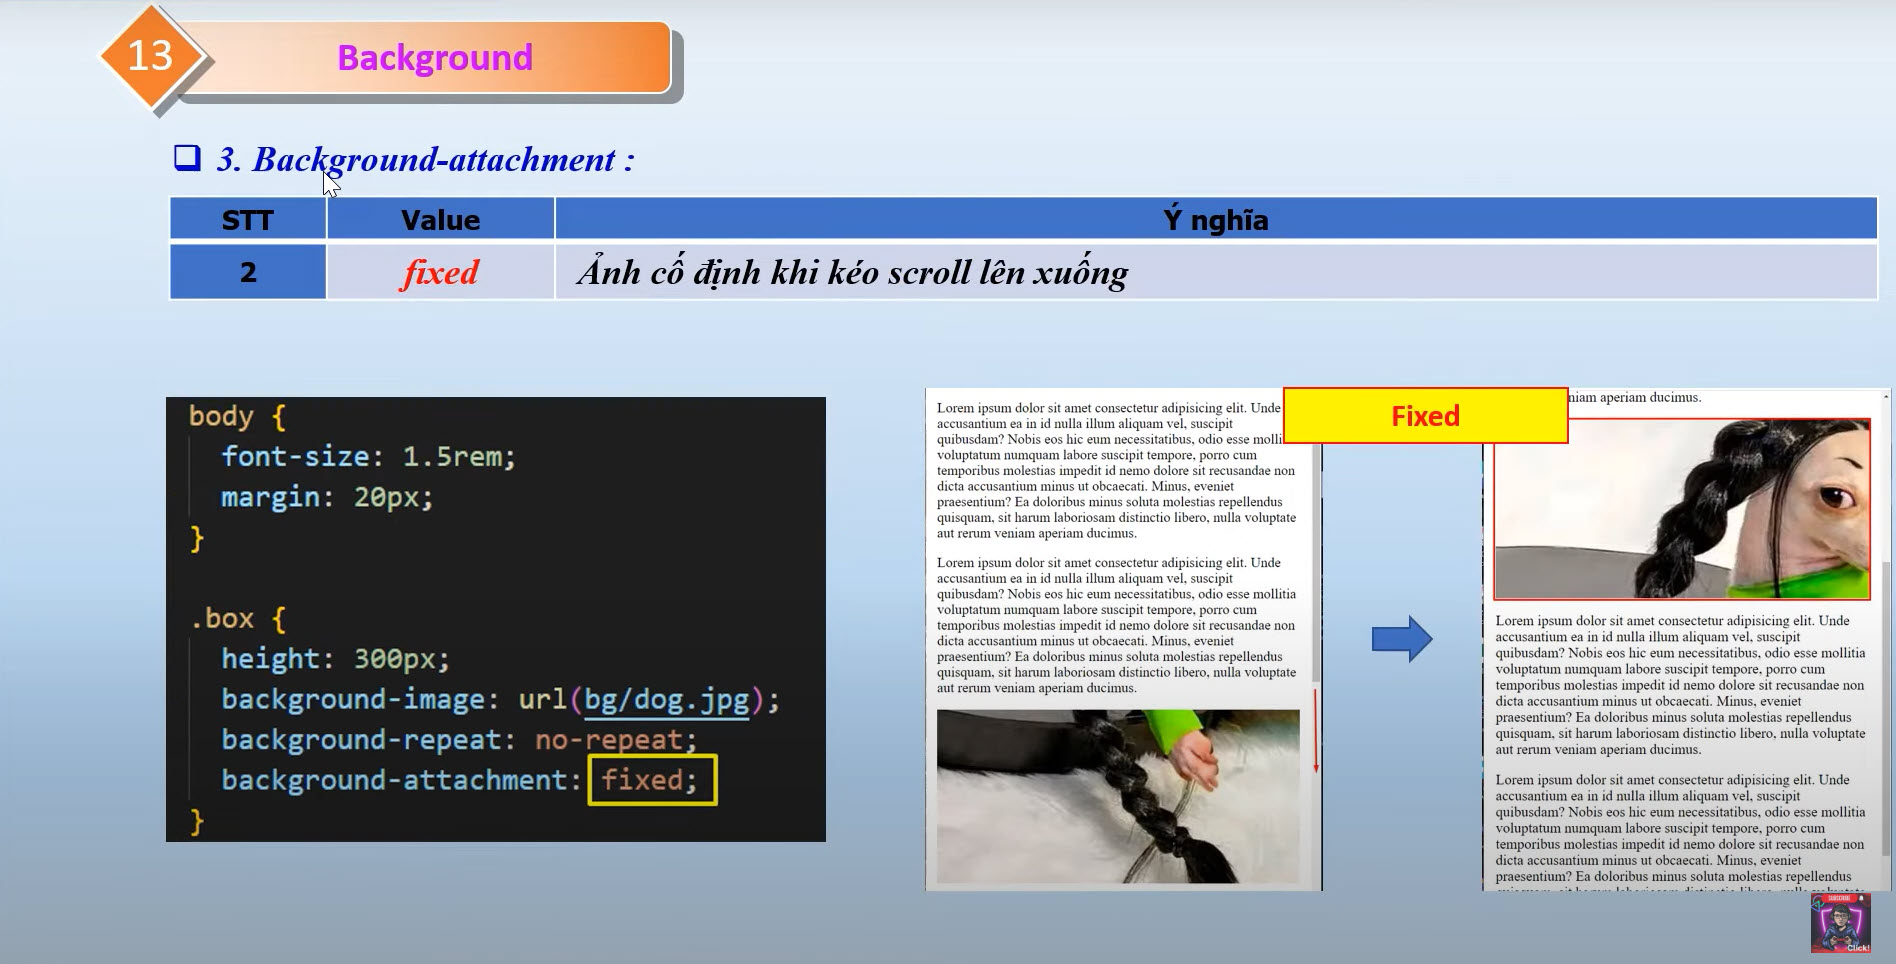 13
Background
❑ 3. Background-attachment :
STT Value Ý nghĩa
2 fixed Ảnh cố định khi kéo scroll lên xuống
body {
font-size: 1.5rem;
margin: 20px;
}
.box {
height: 300px;
background-image: url(bg/dog.jpg);
background-repeat: no-repeat;
background-attachment: fixed;
}
Lorem ipsum dolor sit amet consectetur adipisicing elit. Unde
accusantium ea in id nulla illum aliquam vel, suscipit
quibusdam? Nobis eos hic eum necessitatibus, odio esse molli
voluptatum numquam labore suscipit tempore, porro cum
temporibus molestias impedit id nemo dolore sit recusandae non
dicta accusantium minus ut obcaecati. Minus, eveniet
praesentium? Ea doloribus minus soluta molestias repellendus
quisquam, sit harum laboriosam distinctio libero, nulla voluptate
aut rerum veniam aperiam ducimus.
Lorem ipsum dolor sit amet consectetur adipisicing elit. Unde
accusantium ea in id nulla illum aliquam vel, suscipit
quibusdam? Nobis eos hic eum necessitatibus, odio esse mollitia
voluptatum numquam labore suscipit tempore, porro cum
temporibus molestias impedit id nemo dolore sit recusandae non
dicta accusantium minus ut obcaecati. Minus, eveniet
praesentium? Ea doloribus minus soluta molestias repellendus
quisquam, sit harum laboriosam distinctio libero, nulla voluptate
aut rerum veniam aperiam ducimus.
Fixed
niam aperiam ducimus.
Lorem ipsum dolor sit amet consectetur adipisicing elit. Unde
accusantium ea in id nulla illum aliquam vel, suscipit
quibusdam? Nobis eos hic eum necessitatibus, odio esse mollitia
voluptatum numquam labore suscipit tempore, porro cum
temporibus molestias impedit id nemo dolore sit recusandae non
dicta accusantium minus ut obcaecati. Minus, eveniet
praesentium? Ea doloribus minus soluta molestias repellendus
quisquam, sit harum laboriosam distinctio libero, nulla voluptate
aut rerum veniam aperiam ducimus.
Lorem ipsum dolor sit amet consectetur adipisicing elit. Unde
accusantium ea in id nulla illum aliquam vel, suscipit
quibusdam? Nobis eos hic eum necessitatibus, odio esse mollitia
voluptatum numquam labore suscipit tempore, porro cum
temporibus molestias impedit id nemo dolore sit recusandae non
dicta accusantium minus ut obcaecati. Minus, eveniet
praesentium? Ea doloribus minus soluta molestias repellendus
SUBSCRIBE
Click!